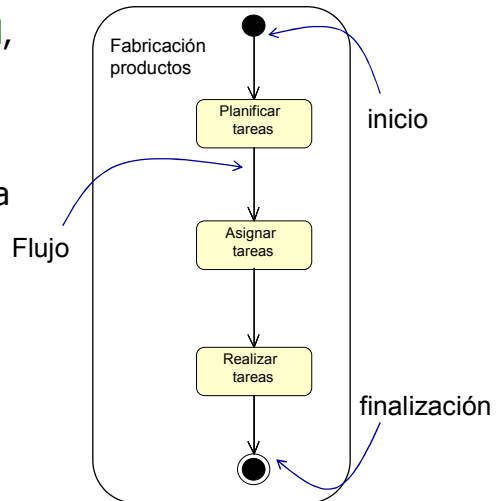 ,
Fabricación
productos
Planificar
tareas
inicio
a
Flujo
Asignar
tareas
Realizar
tareas
finalización